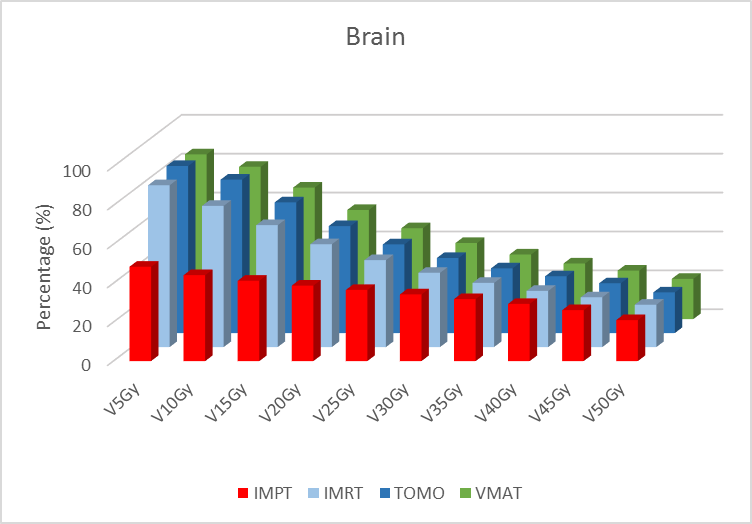 Brain
Percentage (%)
100
80
60
40
20
0
V5Gy
V10Gy
V15Gy
V20Gy
V25Gy
V30Gy
V35Gy
V40Gy
V45Gy
V50Gy
IMPT IMRT TOMO VMAT